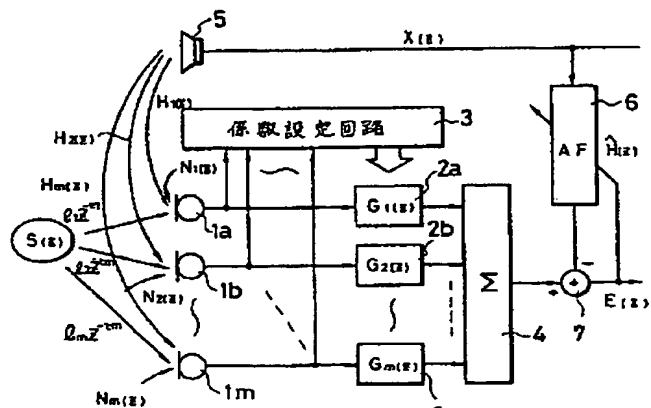 5
X(z)
H1(z)
係数設定回路
3
6
AF
Ĥ(z)
H2(z)
Hm(z)
N1(z)
2a
G1(z)
1a
S(z)
2b
G2(z)
1b
N2(z)
M
4
7
E(z)
Gm(z)
1m
Nm(z)